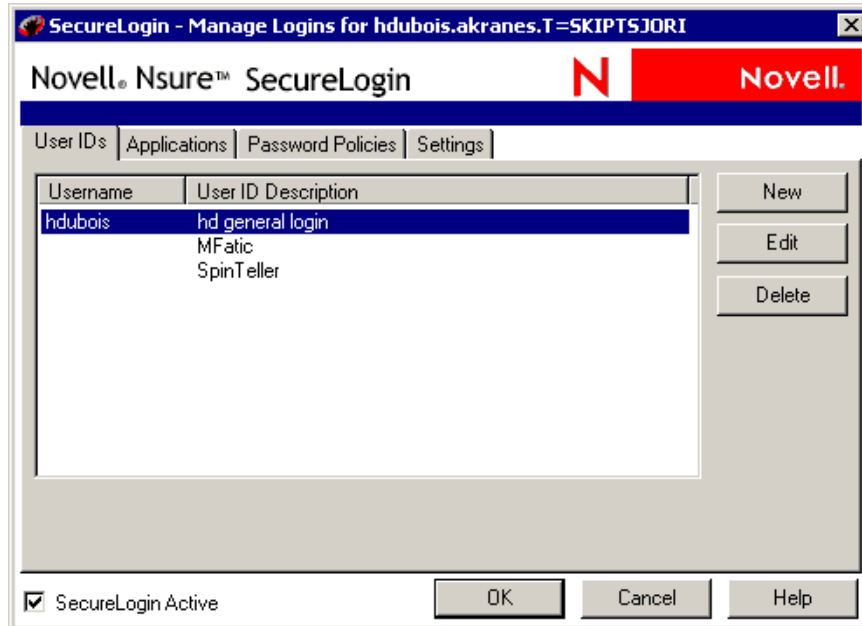 SecureLogin - Manage Logins for hdubois.akranes.T=SKIPTSJORI
Novell® Nsure™ SecureLogin N Novell.
User IDs Applications Password Policies Settings
Username User ID Description New
hdubois hd general login
MFatic Edit
SpinTeller
Delete
SecureLogin Active OK Cancel Help